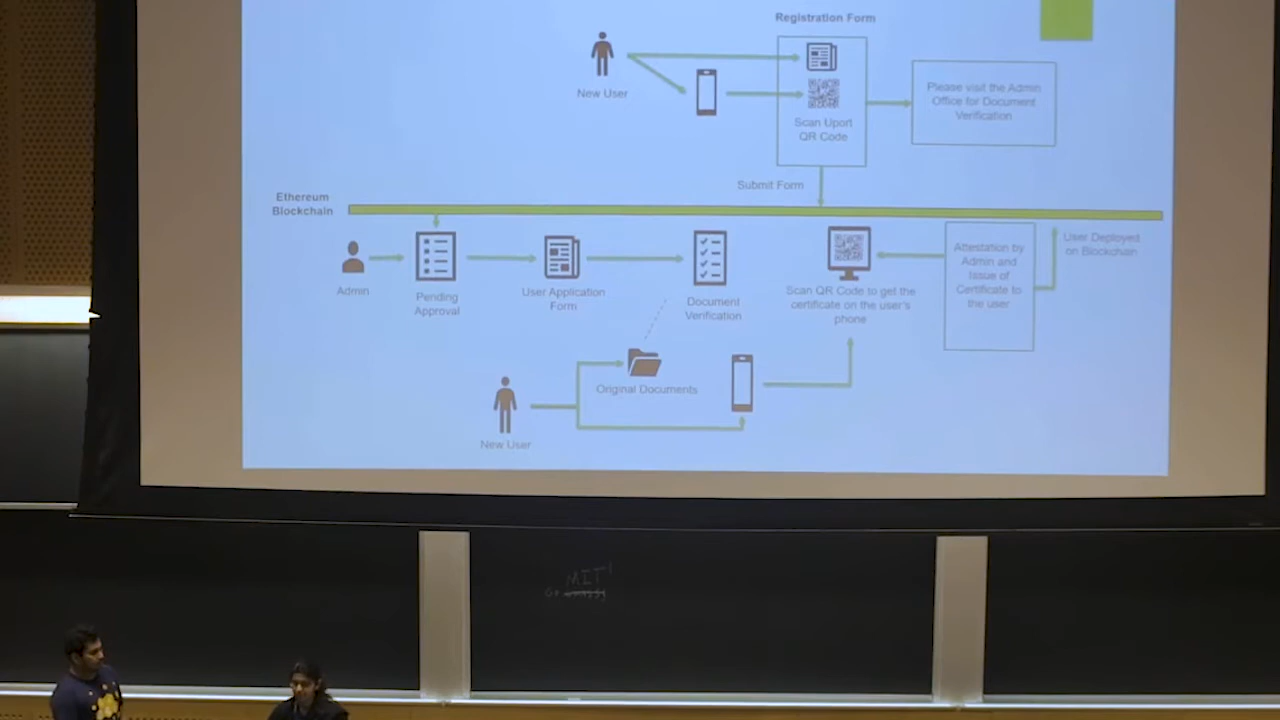 Registration Form
New User
Scan Uport
QR Code
Please visit the Admin
Office for Document
Verification
Submit Form
Ethereum
Blockchain
Admin
Pending
Approval
User Application
Form
Document
Verification
Scan QR Code to get the
certificate on the user's
phone
Attestation by
Admin and
Issue of
Certificate to
the user
User Deployed
on Blockchain
Original Documents
New User
MIT!
Go